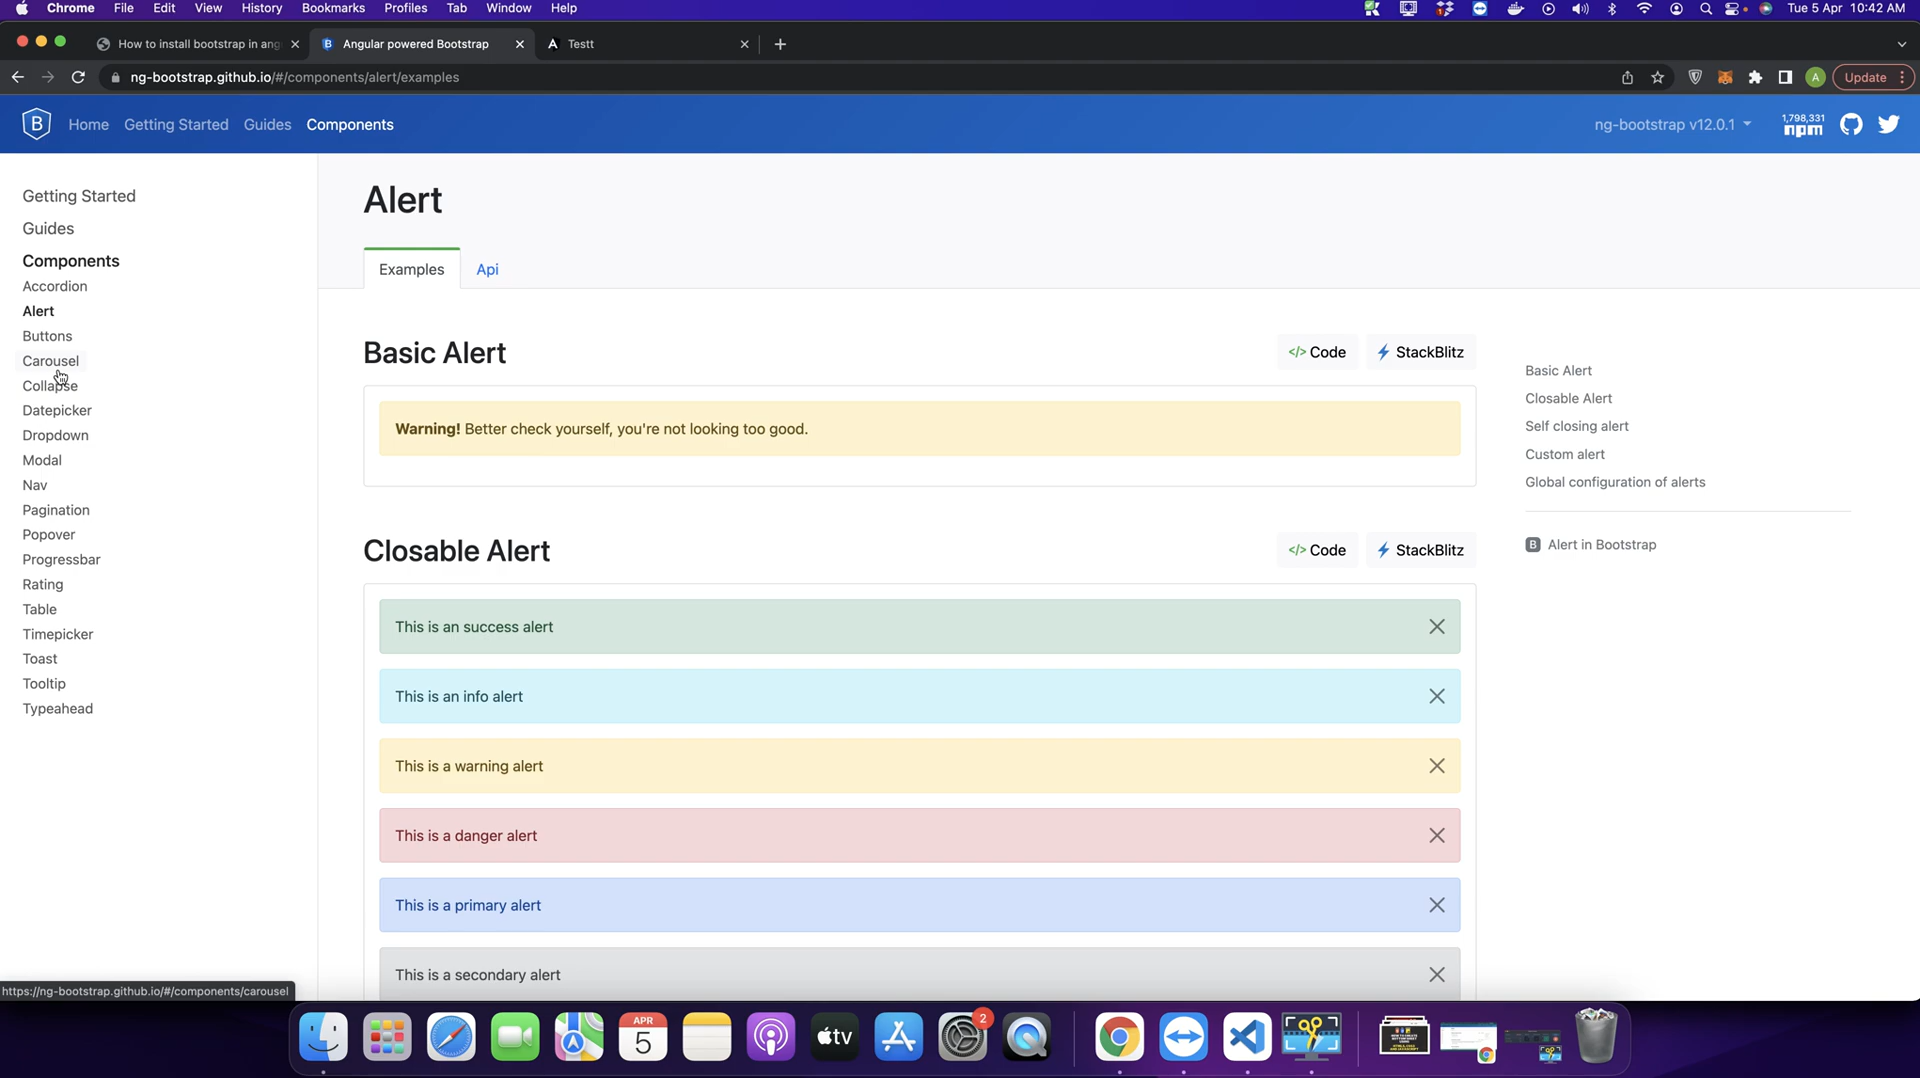 Chrome File Edit View History Bookmarks Profiles Tab Window Help
Tue 5 Apr 10:42 AM
How to install bootstrap in ang
Angular powered Bootstrap
Testt
ng-bootstrap.github.io/#/components/alert/examples
A
Update
B
Home Getting Started Guides Components
ng-bootstrap v12.0.1
1,798,331
npm
Getting Started
Guides
Components
Accordion
Alert
Buttons
Carousel
Collapse
Datepicker
Dropdown
Modal
Nav
Pagination
Popover
Progressbar
Rating
Table
Timepicker
Toast
Tooltip
Typeahead
Alert
Examples Api
Basic Alert
</> Code
StackBlitz
Warning! Better check yourself, you're not looking too good.
Closable Alert
</> Code
StackBlitz
This is an success alert
This is an info alert
This is a warning alert
This is a danger alert
This is a primary alert
This is a secondary alert
Basic Alert
Closable Alert
Self closing alert
Custom alert
Global configuration of alerts
B Alert in Bootstrap
https://ng-bootstrap.github.io/#/components/carousel
APR
5
tv
2